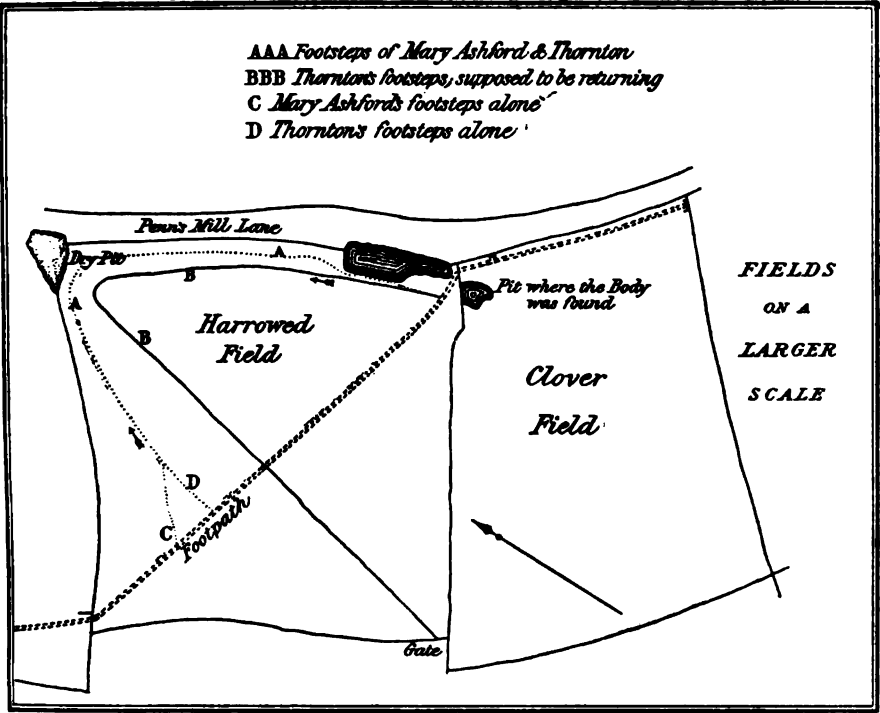 AAA Footsteps of Mary Ashford & Thornton
BBB Thornton's footsteps, supposed to be returning
C Mary Ashford's footsteps alone
D Thornton's footsteps alone
Penn's Mill Lane
Dry Pit
A
A
B
A
Pit where the Body
was found
B
Harrowed
Field
Clover
Field
D
C
Footpath
Gate
FIELDS
ON A
LARGER
SCALE